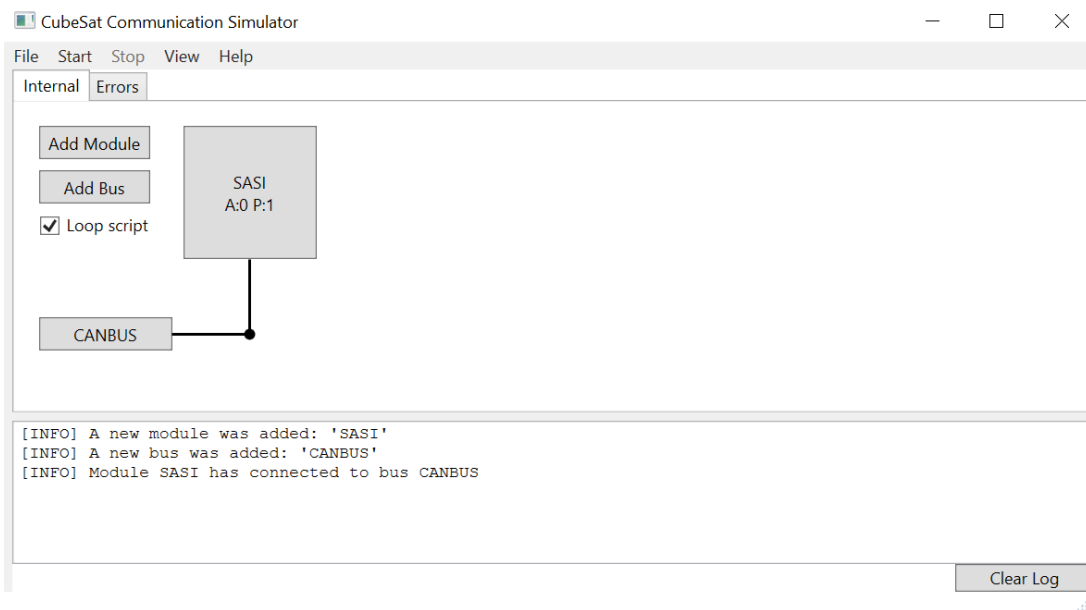 CubeSat Communication Simulator
File Start Stop View Help
Internal Errors
Add Module
Add Bus
Loop script
SASI
A:0 P:1
CANBUS
[INFO] A new module was added: 'SASI'
[INFO] A new bus was added: 'CANBUS'
[INFO] Module SASI has connected to bus CANBUS
Clear Log